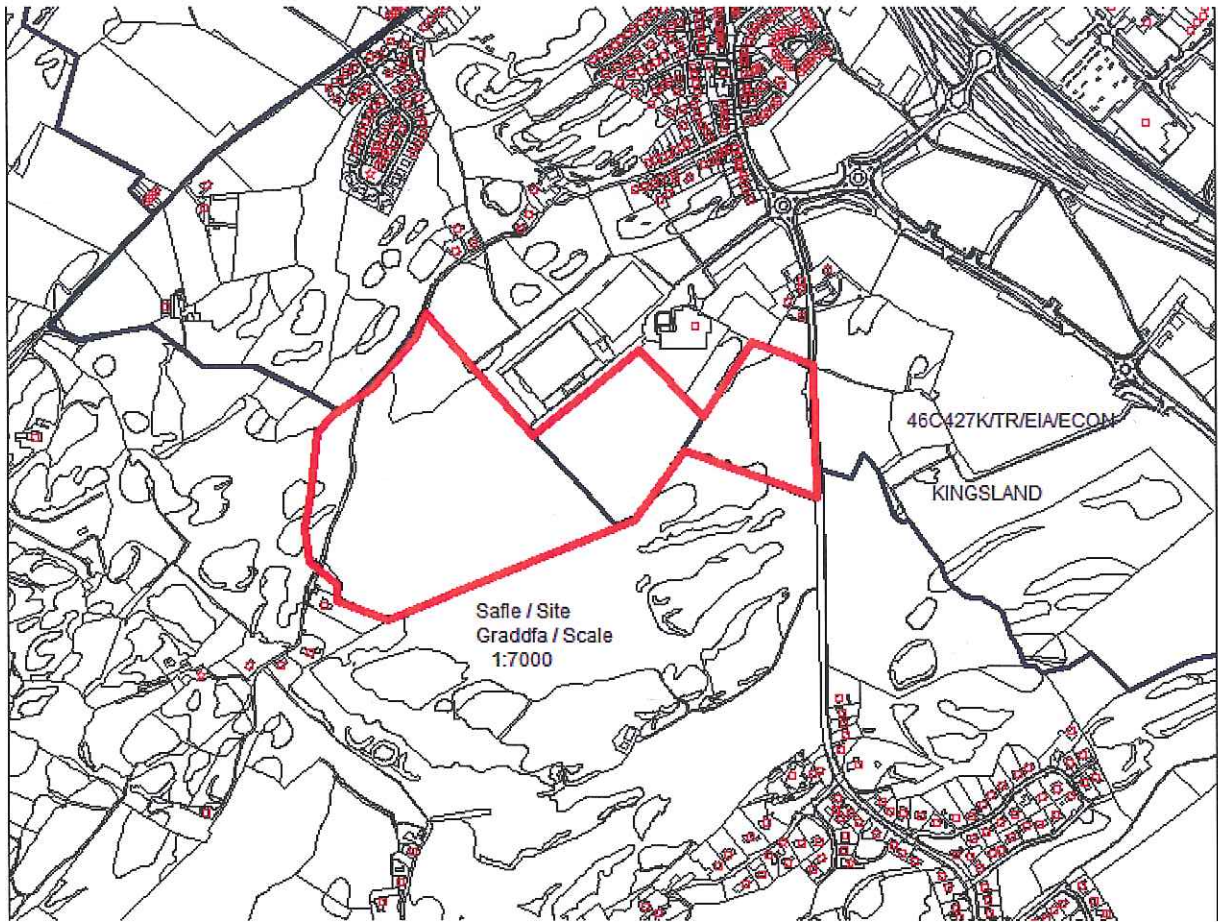 46C427K/TR/EIA/ECON
KINGSLAND
Safle / Site
Graddfa / Scale
1:7000